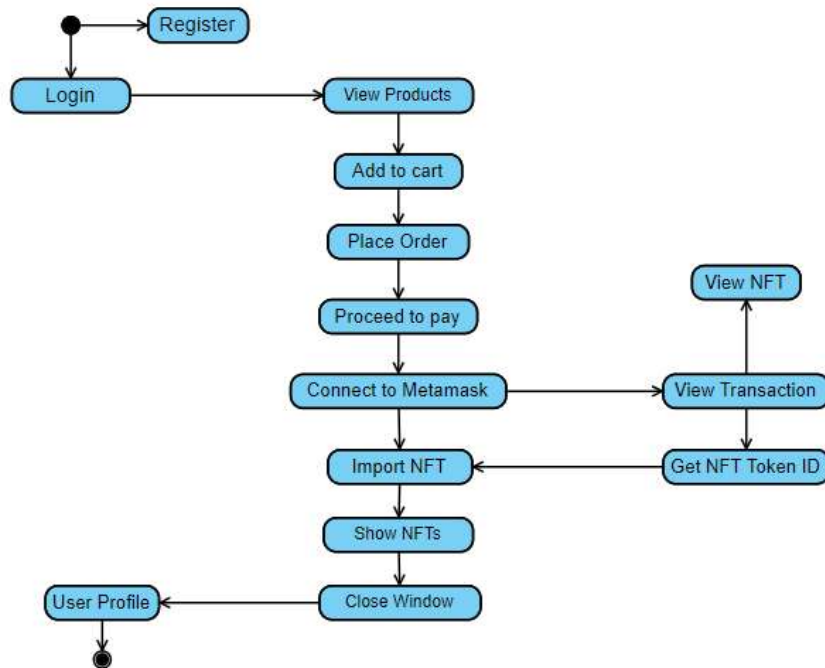 Register
Login
View Products
Add to cart
Place Order
View NFT
Proceed to pay
Connect to Metamask
View Transaction
Import NFT
Get NFT Token ID
Show NFTs
User Profile
Close Window